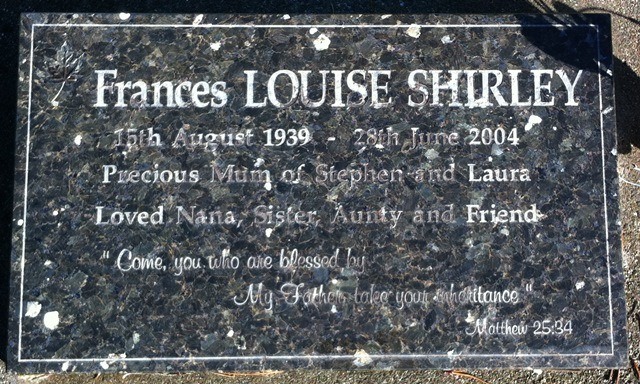 Frances LOUISE SHIRLEY
15th August 1939 - 28th June 2004
Precious Mum of Stephen and Laura
Loved Nana, Sister, Aunty and Friend
" Come, you who are blessed by
My Father, take your inheritance "
Matthew 25:34